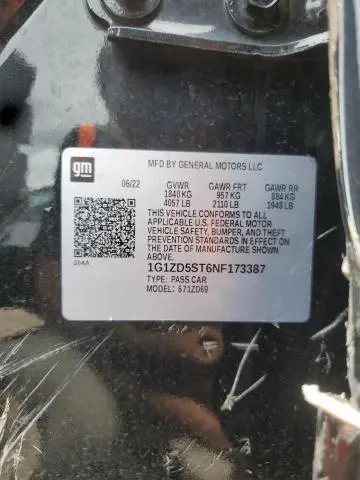 gm
MFD BY GENERAL MOTORS LLC
06/22 GVWR GAWR FRT GAWR RR
1840 KG 957 KG 884 KG
4057 LB 2110 LB 1948 LB
THIS VEHICLE CONFORMS TO ALL
APPLICABLE U.S. FEDERAL MOTOR
VEHICLE SAFETY, BUMPER, AND THEFT
PREVENTION STANDARDS IN EFFECT ON
THE DATE OF MANUFACTURE SHOWN
ABOVE.
384A
1G1ZD5ST6NF173387
TYPE: PASS CAR
MODEL: 671ZD69